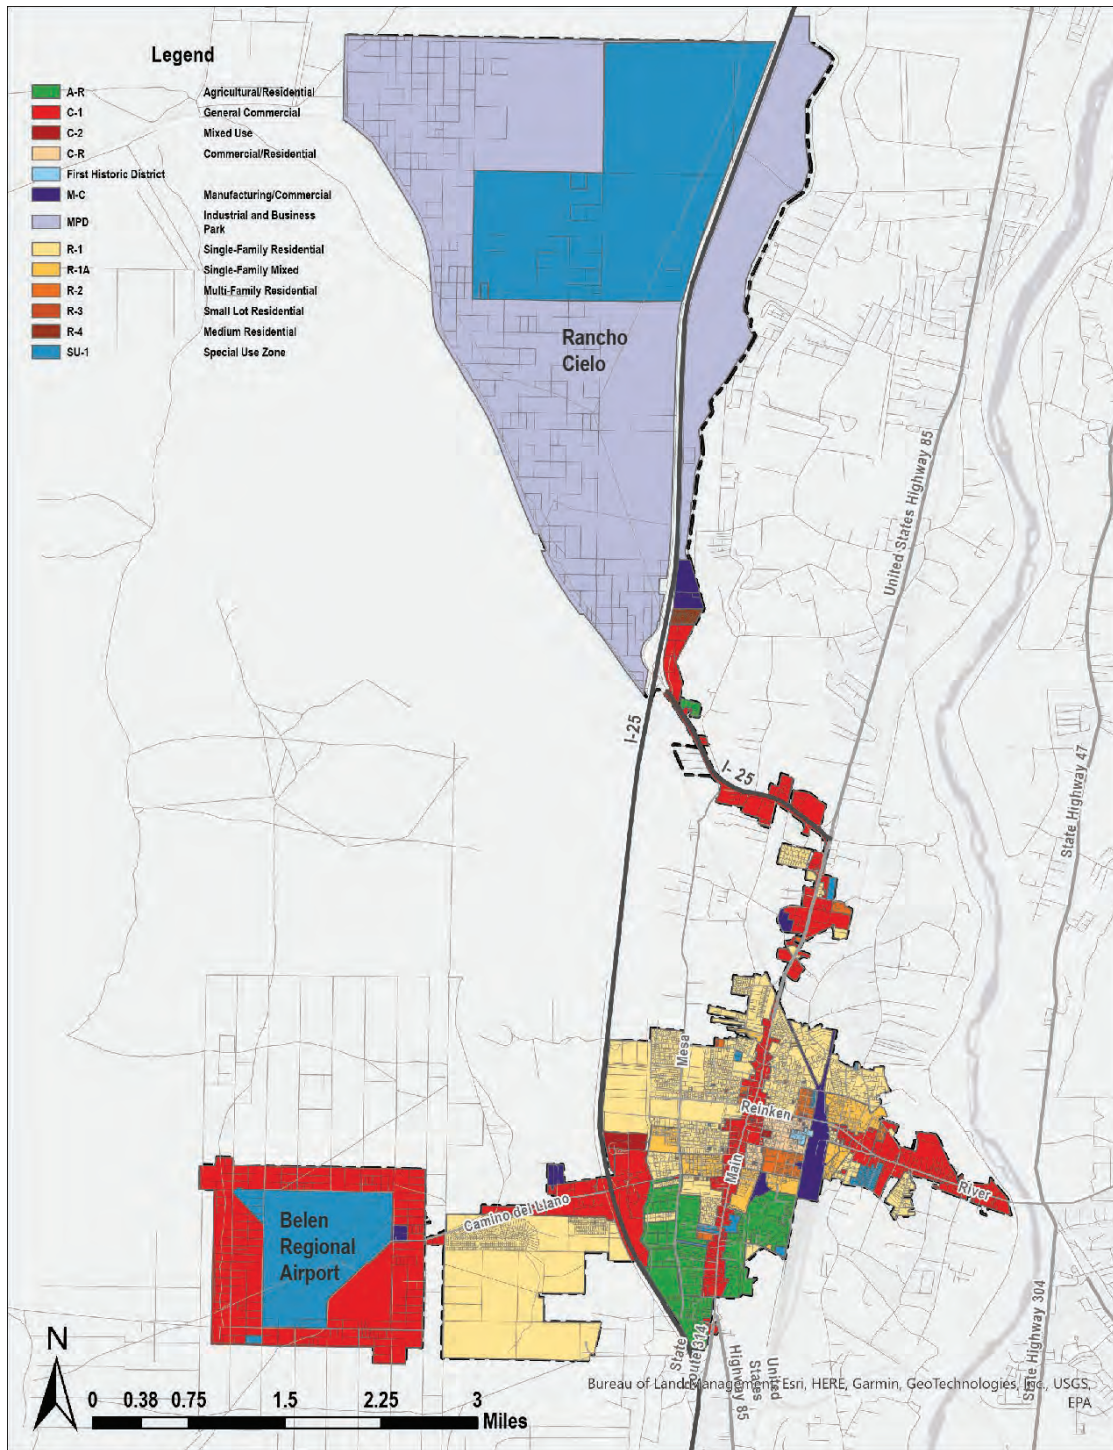 Legend
A-R Agricultural/Residential
C-1 General Commercial
C-2 Mixed Use
C-R Commercial/Residential
First Historic District
M-C Manufacturing/Commercial
MPD Industrial and Business
Park
R-1 Single-Family Residential
R-1A Single-Family Mixed
R-2 Multi-Family Residential
R-3 Small Lot Residential
R-4 Medium Residential
SU-1 Special Use Zone
Rancho
Cielo
United States Highway 85
I-25
I- 25
State Highway 47
Mesa
Reinken
Main
River
Camino del Llano
Belen
Regional
Airport
State
Route 314
United
States
Highway 85
State Highway 304
N
0 0.38 0.75 1.5 2.25 3
Miles
Bureau of Land Management, Esri, HERE, Garmin, GeoTechnologies, Inc., USGS,
EPA